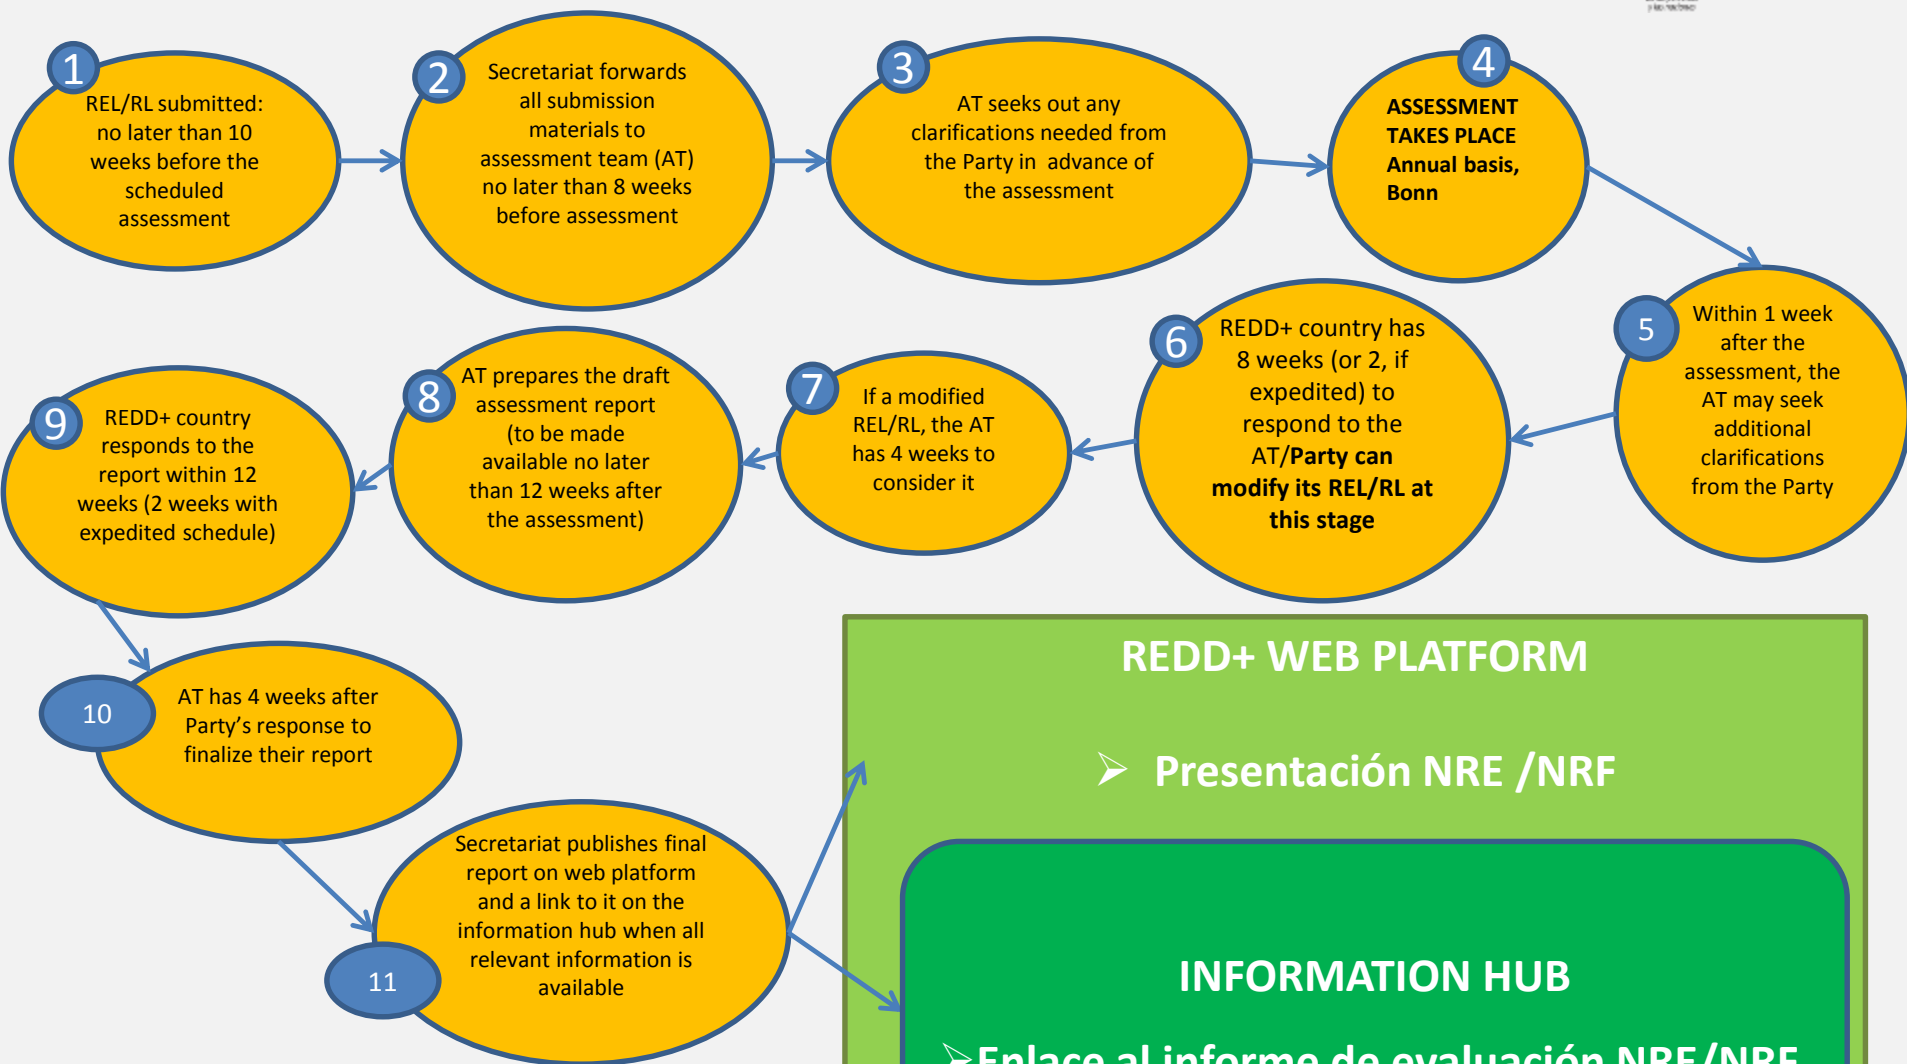 1
REL/RL submitted:
no later than 10
weeks before the
scheduled
assessment
2
Secretariat forwards
all submission
materials to
assessment team (AT)
no later than 8 weeks
before assessment
3
AT seeks out any
clarifications needed from
the Party in advance of
the assessment
4
ASSESSMENT
TAKES PLACE
Annual basis,
Bonn
5
Within 1 week
after the
assessment, the
AT may seek
additional
clarifications
from the Party
6
REDD+ country has
8 weeks (or 2, if
expedited) to
respond to the
AT/Party can
modify its REL/RL at
this stage
7
If a modified
REL/RL, the AT
has 4 weeks to
consider it
8
AT prepares the draft
assessment report
(to be made
available no later
than 12 weeks after
the assessment)
9
REDD+ country
responds to the
report within 12
weeks (2 weeks with
expedited schedule)
10
AT has 4 weeks after
Party’s response to
finalize their report
11
Secretariat publishes final
report on web platform
and a link to it on the
information hub when all
relevant information is
available
REDD+ WEB PLATFORM
➢ Presentación NRE /NRF
INFORMATION HUB
➢Enlace al informe de evaluación NRE/NRF